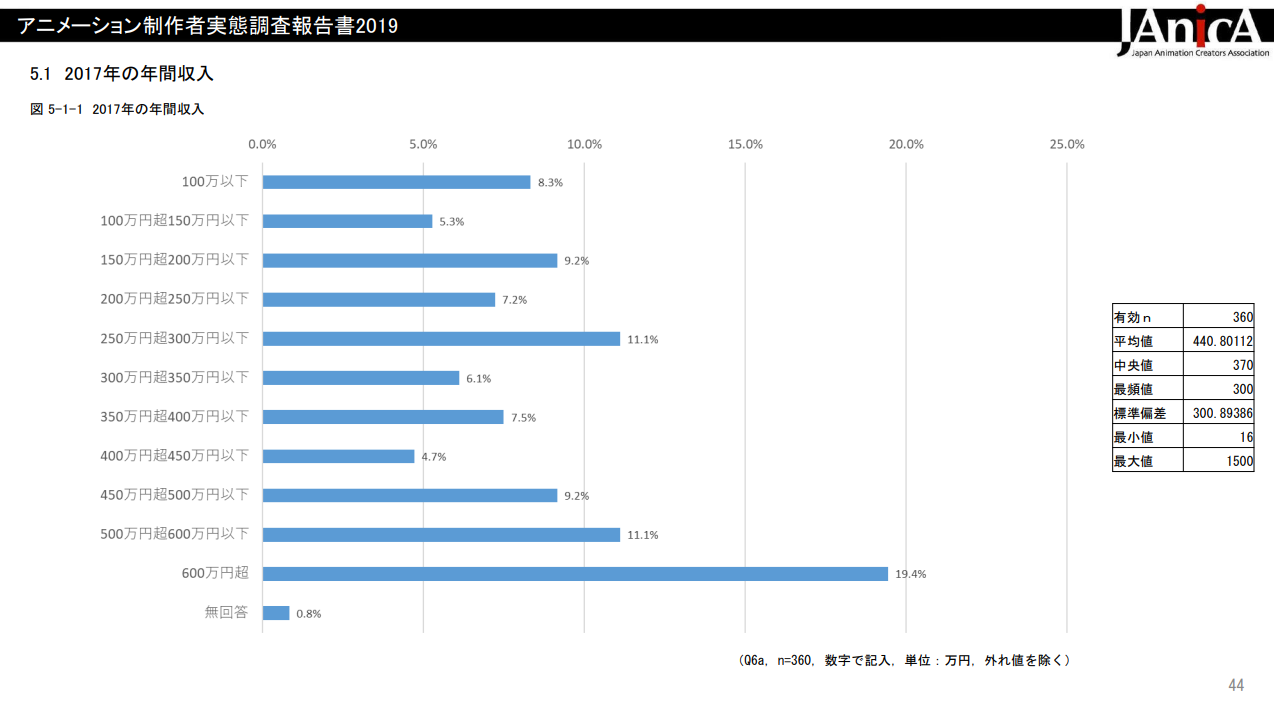 アニメーション制作者実態調査報告書2019
JAnicA
Japan Animation Creators Association
5.1 2017年の年間収入
図 5-1-1 2017年の年間収入
0.0% 5.0% 10.0% 15.0% 20.0% 25.0%
100万以下 8.3%
100万円超150万円以下 5.3%
150万円超200万円以下 9.2%
200万円超250万円以下 7.2%
250万円超300万円以下 11.1%
300万円超350万円以下 6.1%
350万円超400万円以下 7.5%
400万円超450万円以下 4.7%
450万円超500万円以下 9.2%
500万円超600万円以下 11.1%
600万円超 19.4%
無回答 0.8%
有効n 360
平均値 440.80112
中央値 370
最頻値 300
標準偏差 300.89386
最小値 16
最大値 1500
(Q6a, n=360, 数字で記入, 単位：万円, 外れ値を除く)
44